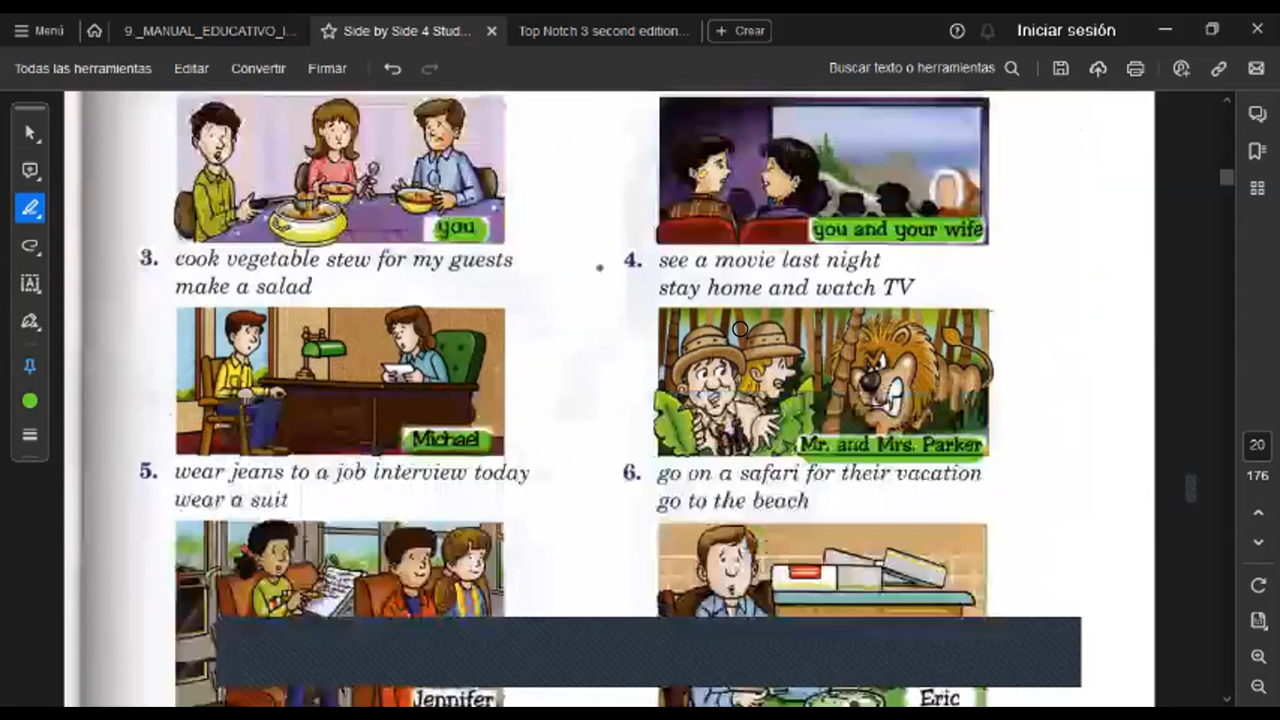 Menú
9._MANUAL_EDUCATIVO_I...
Side by Side 4 Stud...
Top Notch 3 second edition...
+ Crear
Iniciar sesión
Todas las herramientas
Editar
Convertir
Firmar
Buscar texto o herramientas
you
you and your wife
3. cook vegetable stew for my guests
make a salad
4. see a movie last night
stay home and watch TV
Michael
Mr. and Mrs. Parker
5. wear jeans to a job interview today
wear a suit
6. go on a safari for their vacation
go to the beach
Jennifer
Eric
20
176